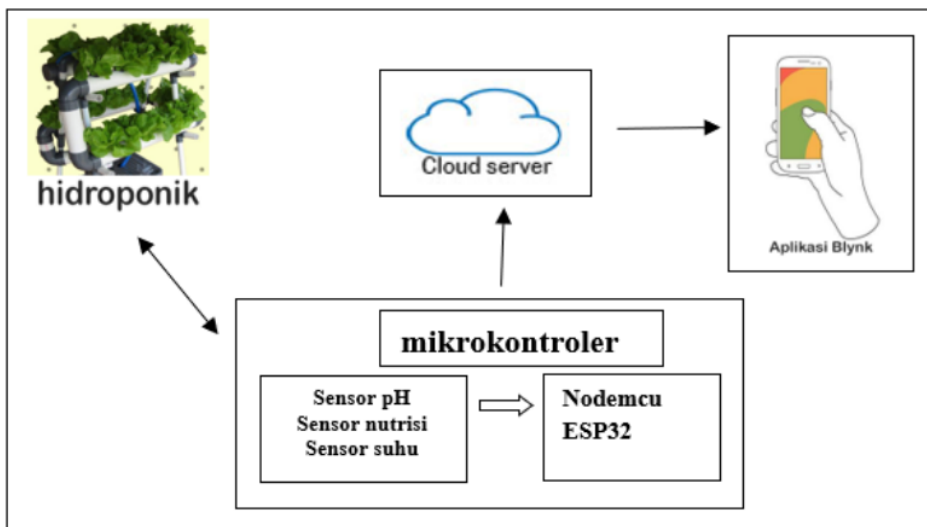 hidroponik
Cloud server
Aplikasi Blynk
mikrokontroler
Sensor pH
Sensor nutrisi
Sensor suhu
Nodemcu
ESP32